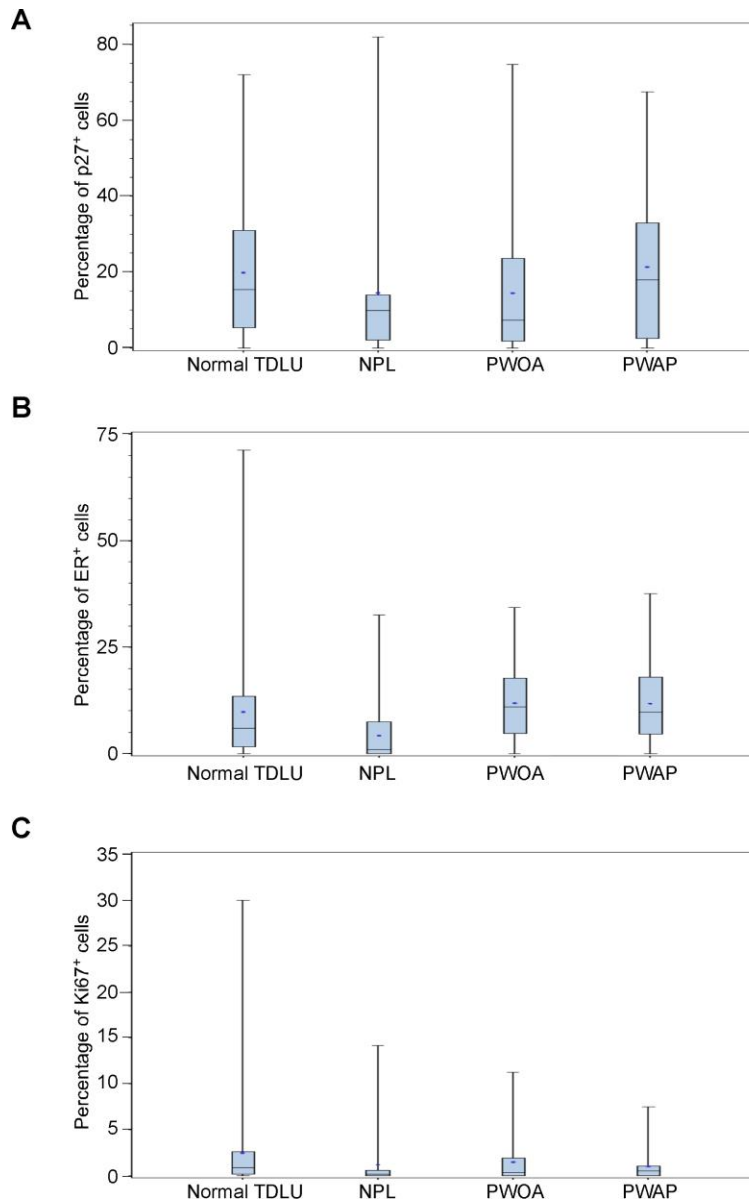 A
Percentage of p27⁺ cells
80
60
40
20
0
Normal TDLU NPL PWOA PWAP
B
Percentage of ER⁺ cells
75
50
25
0
Normal TDLU NPL PWOA PWAP
C
Percentage of Ki67⁺ cells
35
30
25
20
15
10
5
0
Normal TDLU NPL PWOA PWAP